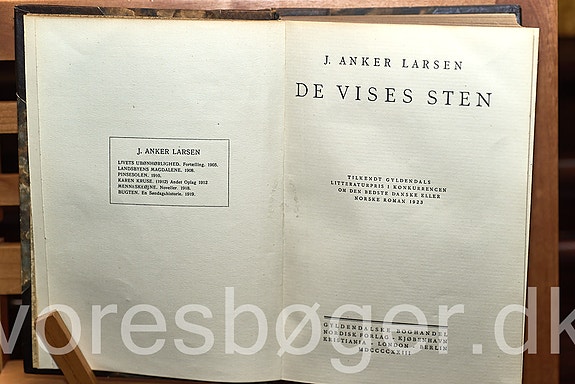 J. ANKER LARSEN
LIVETS UBØNHØRLIGHED. Fortælling. 1905.
LANDSBYENS MAGDALENE. 1908.
PINSESOLEN. 1910.
KAREN KRUSE. (1912) Andet Oplag 1912
MENNESKEØJNE. Noveller. 1918.
BUGTEN. En Søndagshistorie. 1919.
J. ANKER LARSEN
DE VISES STEN
TILKENDT GYLDENDALS
LITTERATURPRIS I KONKURRENCEN
OM DEN BEDSTE DANSKE ELLER
NORSKE ROMAN 1923
GYLDENDALSKE BOGHANDEL
NORDISK FORLAG - KJØBENHAVN
KRISTIANIA - LONDON - BERLIN
MDCCCCXXIII
voresbøger.dk